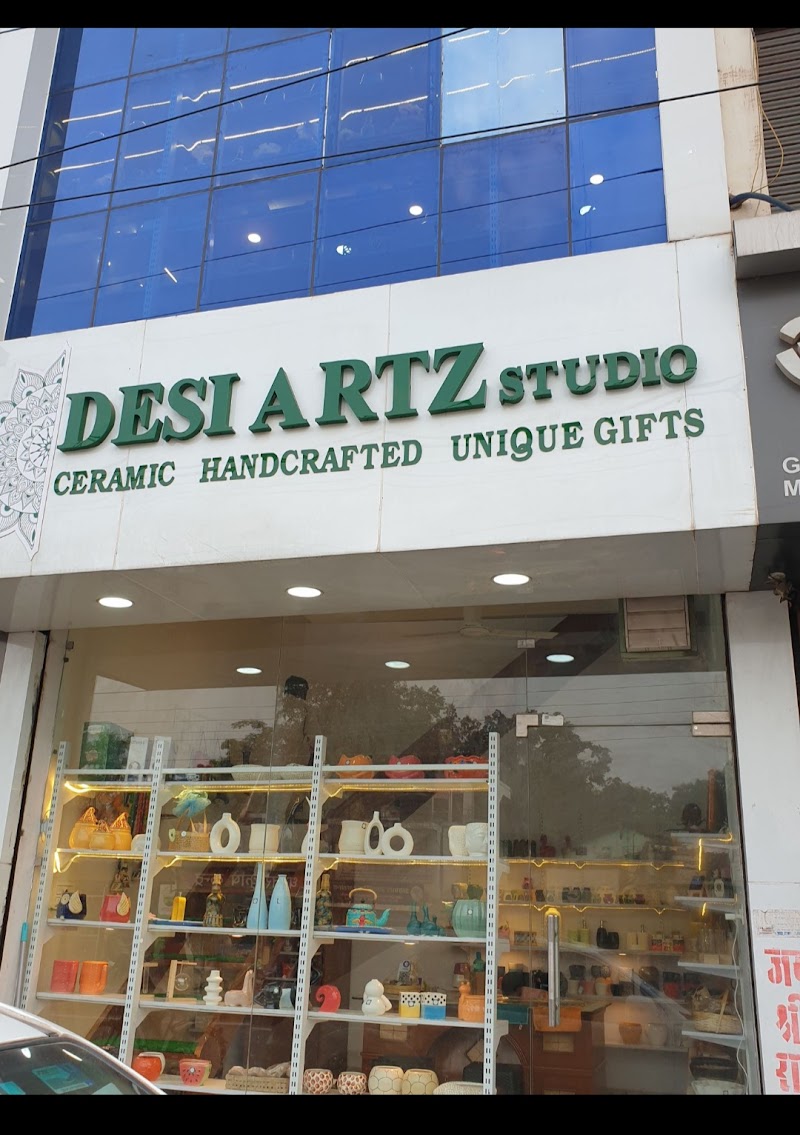 DESI ARTZ STUDIO
CERAMIC HANDCRAFTED UNIQUE GIFTS
G
M
श्री